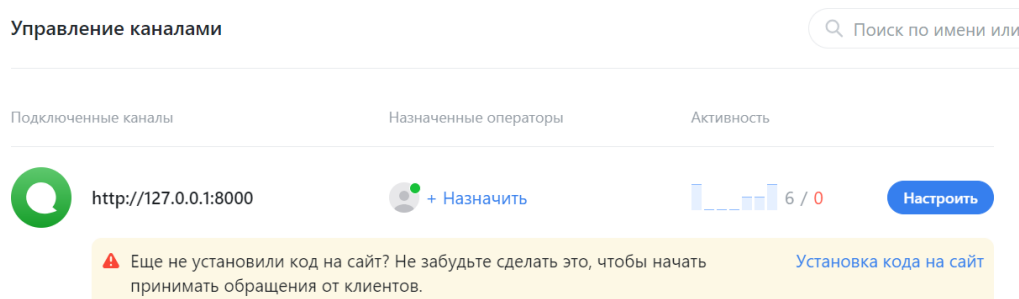 Управление каналами
Поиск по имени или
Подключенные каналы
Назначенные операторы
Активность
http://127.0.0.1:8000
+ Назначить
6 / 0
Настроить
Еще не установили код на сайт? Не забудьте сделать это, чтобы начать
принимать обращения от клиентов.
Установка кода на сайт